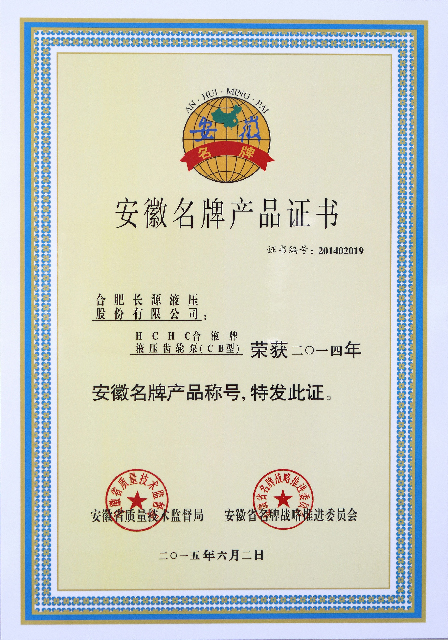 AN·HUI·MING·PAI
安徽
名牌
安徽名牌产品证书
证书编号：201402019
合肥长源液压
股份有限公司：
HCHC合液牌
液压齿轮泵(CB型) 荣获二〇一四年
安徽名牌产品称号，特发此证。
安徽省质量技术监督局 安徽省名牌战略推进委员会
二〇一五年六月二日